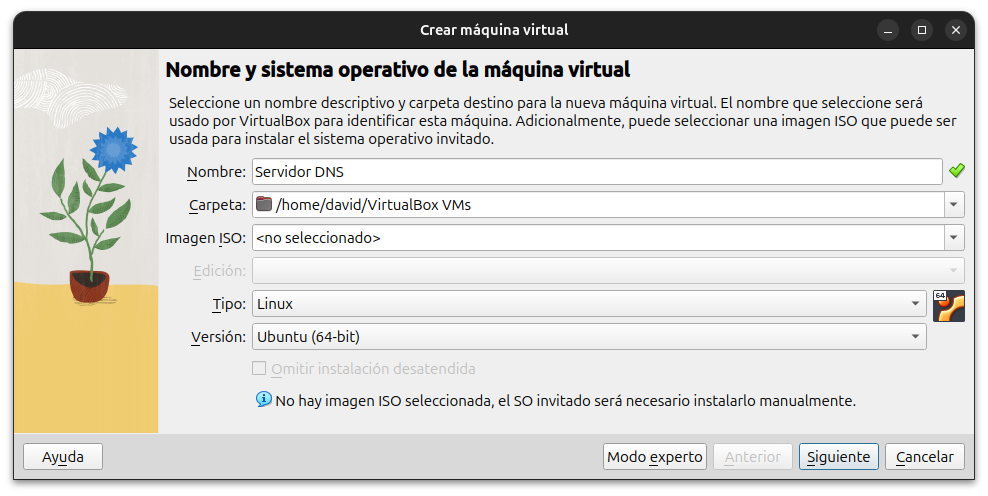 Crear máquina virtual
Nombre y sistema operativo de la máquina virtual
Seleccione un nombre descriptivo y carpeta destino para la nueva máquina virtual. El nombre que seleccione será
usado por VirtualBox para identificar esta máquina. Adicionalmente, puede seleccionar una imagen ISO que puede ser
usada para instalar el sistema operativo invitado.
Nombre: Servidor DNS
Carpeta: /home/david/VirtualBox VMs
Imagen ISO: <no seleccionado>
Edición:
Tipo: Linux 64
Versión: Ubuntu (64-bit)
Omitir instalación desatendida
No hay imagen ISO seleccionada, el SO invitado será necesario instalarlo manualmente.
Ayuda Modo experto Anterior Siguiente Cancelar